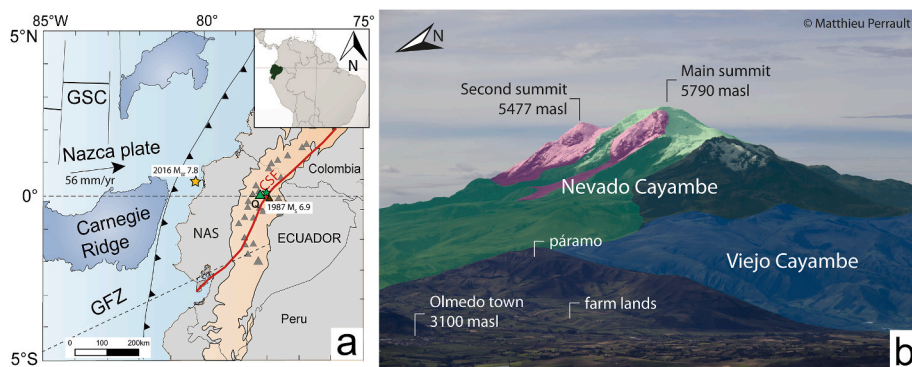 85°W
80°
75°
5°N
N
GSC
Nazca plate
2016 Mw 7.8
56 mm/yr
Colombia
CSF
0°
Q
1987 Ms 6.9
Carnegie
Ridge
NAS
ECUADOR
GFZ
Peru
0 100 200km
5°S
a
© Matthieu Perrault
N
Second summit
5477 masl
Main summit
5790 masl
Nevado Cayambe
páramo
Viejo Cayambe
Olmedo town
3100 masl
farm lands
b